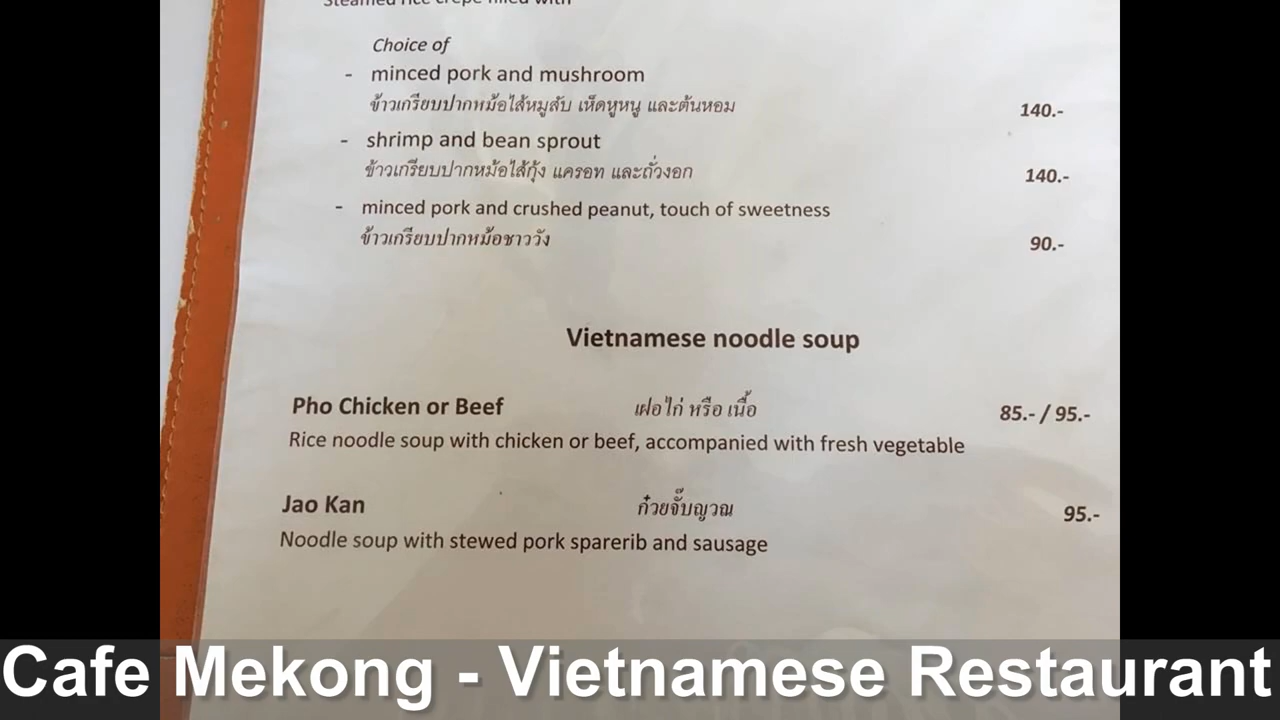 Steamed rice crepe filled with
Choice of
- minced pork and mushroom
ข้าวเกรียบปากหม้อไส้หมูสับ เห็ดหูหนู และต้นหอม 140.-
- shrimp and bean sprout
ข้าวเกรียบปากหม้อไส้กุ้ง แครอท และถั่วงอก 140.-
- minced pork and crushed peanut, touch of sweetness
ข้าวเกรียบปากหม้อชาววัง 90.-
Vietnamese noodle soup
Pho Chicken or Beef เฝอไก่ หรือ เนื้อ 85.- / 95.-
Rice noodle soup with chicken or beef, accompanied with fresh vegetable
Jao Kan ก๋วยจั๊บญวณ 95.-
Noodle soup with stewed pork sparerib and sausage
Cafe Mekong - Vietnamese Restaurant